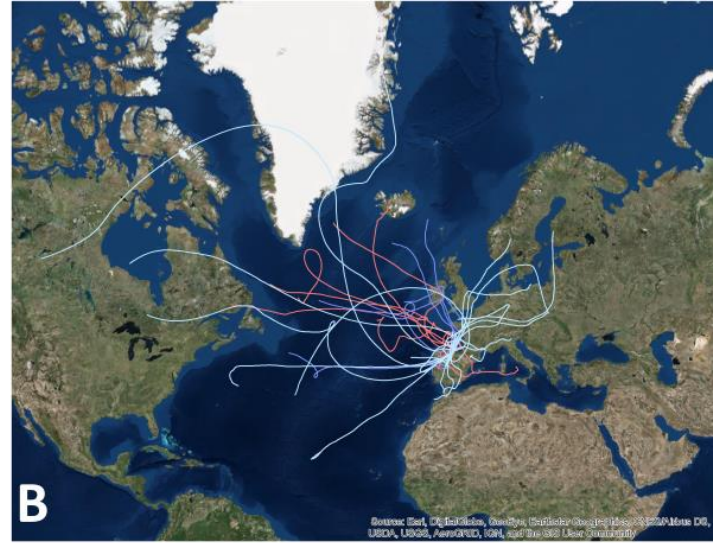 B
Source: Esri, DigitalGlobe, GeoEye, Earthstar Geographics, CNES/Airbus DS,
USDA, USGS, AeroGRID, IGN, and the GIS User Community